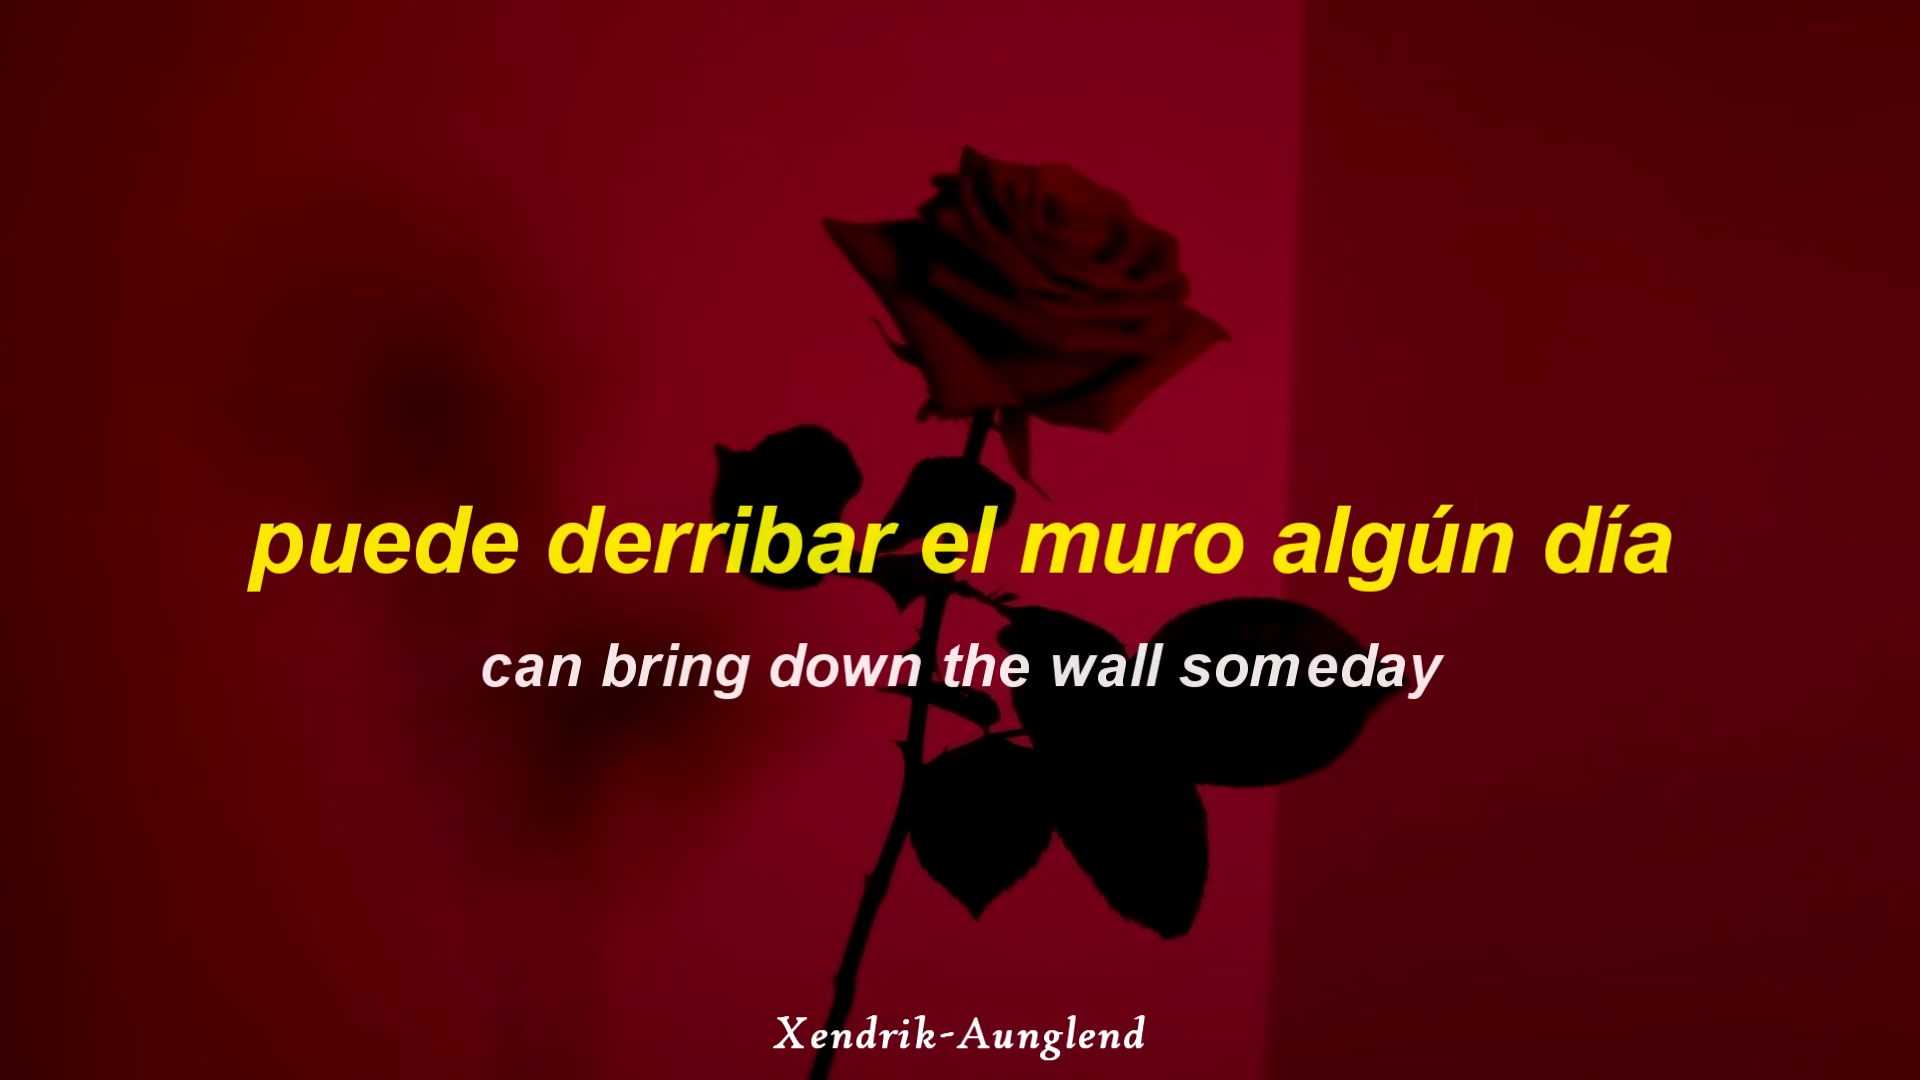 puede derribar el muro algún día
can bring down the wall someday
Xendrik-Aunglend